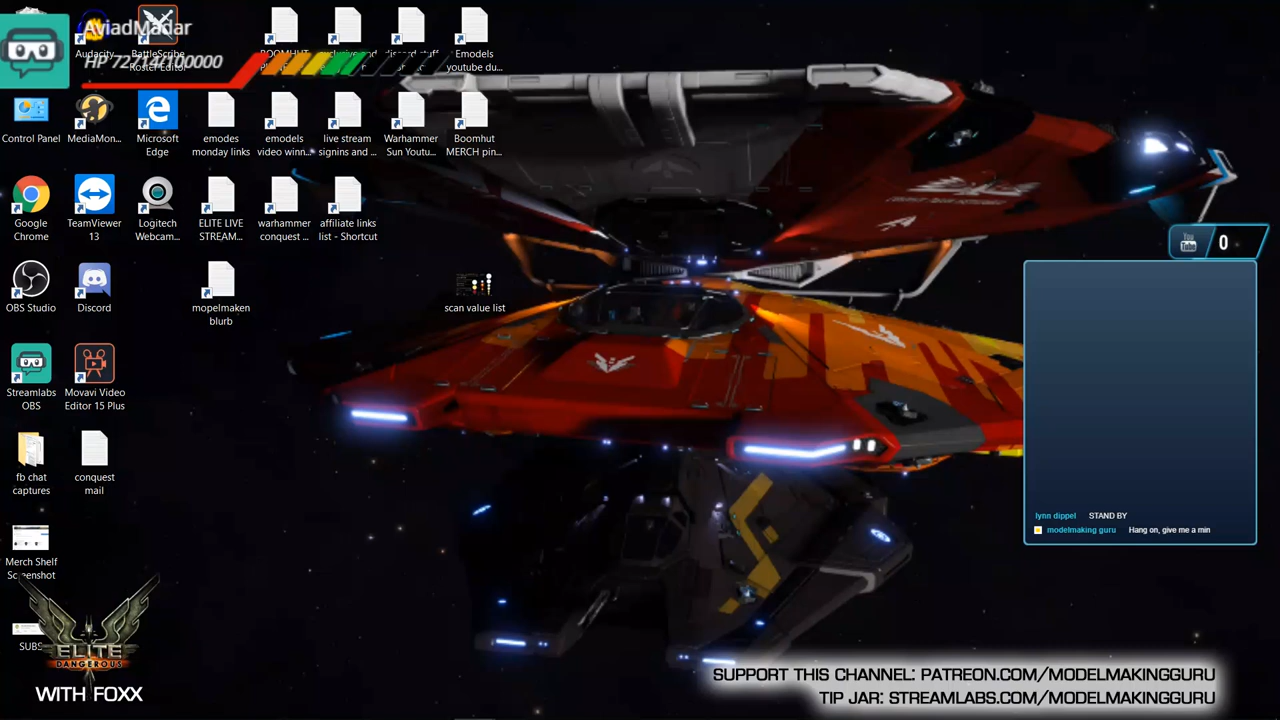 AviadMadar
HP 72714/100000
Audacity
BattleScribe
Roster Editor
Emodels
youtube du...
Control Panel
MediaMon...
Microsoft
Edge
emodes
monday links
emodels
video winn...
live stream
signins and ...
Warhammer
Sun Youtu...
Boomhut
MERCH pin...
Google
Chrome
TeamViewer
13
Logitech
Webcam...
ELITE LIVE
STREAM...
warhammer
conquest ...
affiliate links
list - Shortcut
You
Tube
0
OBS Studio
Discord
mopelmaken
blurb
scan value list
Streamlabs
OBS
Movavi Video
Editor 15 Plus
fb chat
captures
conquest
mail
lynn dippel STAND BY
modelmaking guru Hang on, give me a min
Merch Shelf
Screenshot
SUBS
ELITE
DANGEROUS
WITH FOXX
SUPPORT THIS CHANNEL: PATREON.COM/MODELMAKINGGURU
TIP JAR: STREAMLABS.COM/MODELMAKINGGURU